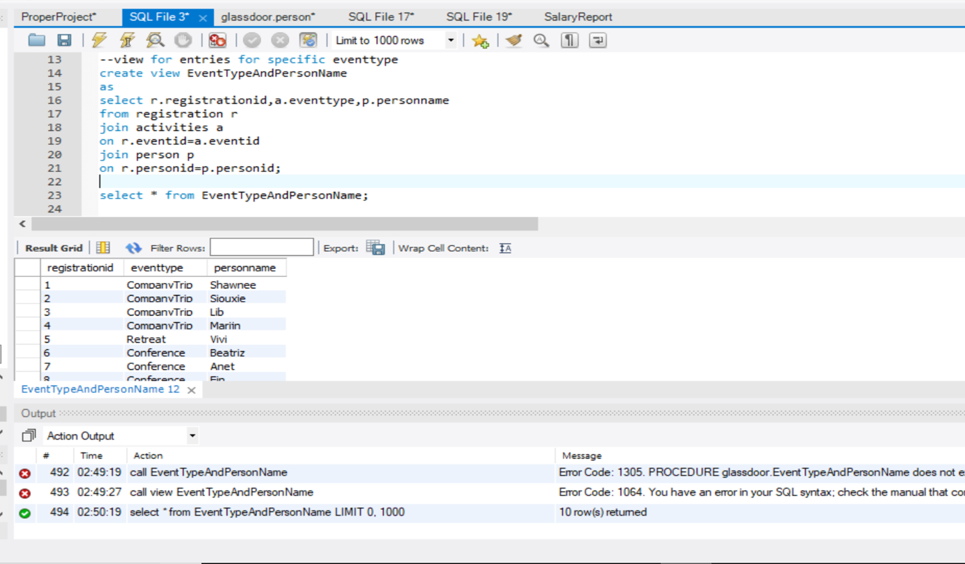 ProperProject* SQL File 3* glassdoor.person* SQL File 17* SQL File 19* SalaryReport
Limit to 1000 rows
13 --view for entries for specific eventtype
14 create view EventTypeAndPersonName
15 as
16 select r.registrationid,a.eventtype,p.personname
17 from registration r
18 join activities a
19 on r.eventid=a.eventid
20 join person p
21 on r.personid=p.personid;
22
23 select * from EventTypeAndPersonName;
24
Result Grid Filter Rows: Export: Wrap Cell Content:
registrationid eventtype personname
1 CompanyTrip Shawnee
2 CompanyTrip Siouxie
3 CompanyTrip Lib
4 CompanyTrip Marijn
5 Retreat Vivi
6 Conference Beatriz
7 Conference Anet
8 Conference
EventTypeAndPersonName 12
Output
Action Output
# Time Action Message
492 02:49:19 call EventTypeAndPersonName Error Code: 1305. PROCEDURE glassdoor.EventTypeAndPersonName does not e
493 02:49:27 call view EventTypeAndPersonName Error Code: 1064. You have an error in your SQL syntax; check the manual that co
494 02:50:19 select * from EventTypeAndPersonName LIMIT 0, 1000 10 row(s) returned